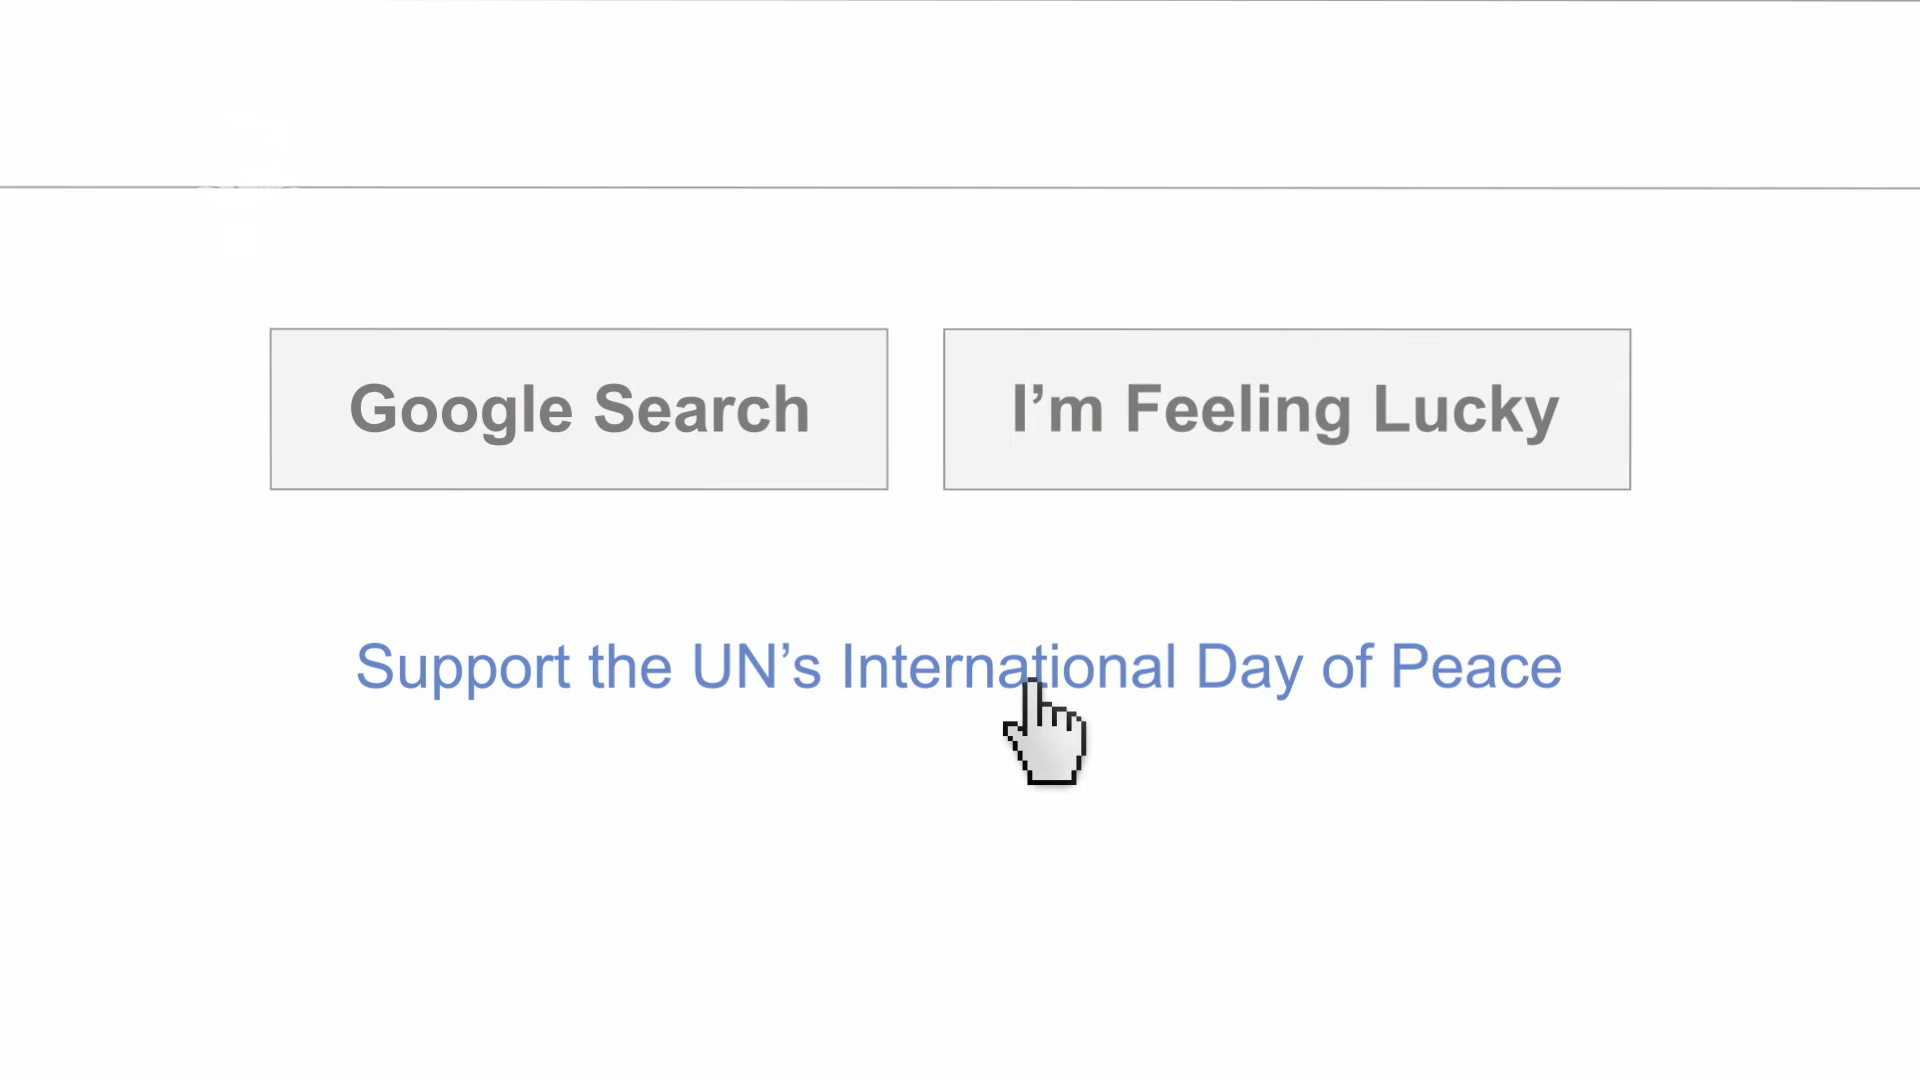 Google Search
I’m Feeling Lucky
Support the UN’s International Day of Peace